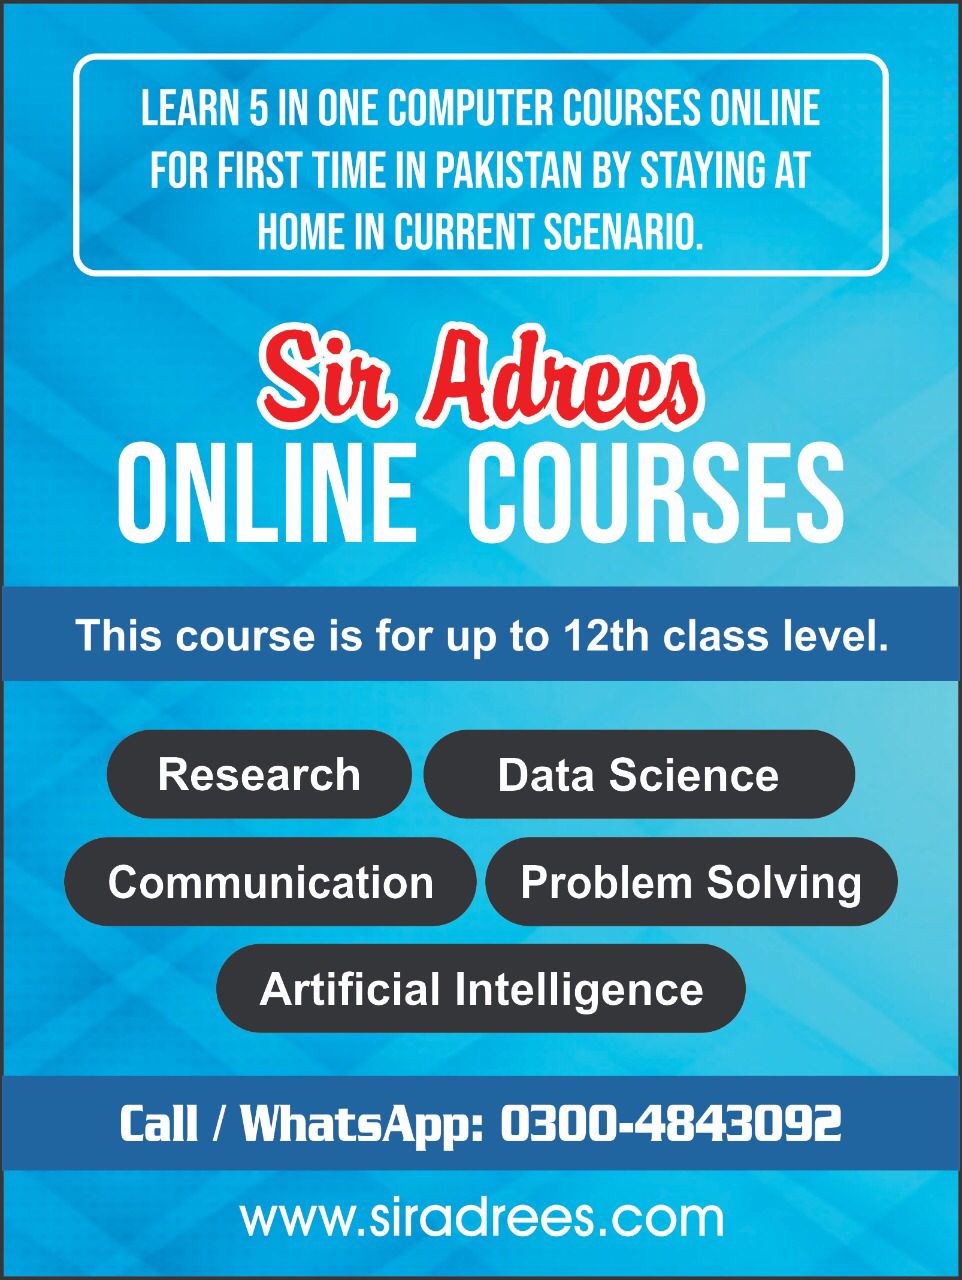 LEARN 5 IN ONE COMPUTER COURSES ONLINE
FOR FIRST TIME IN PAKISTAN BY STAYING AT
HOME IN CURRENT SCENARIO.
Sir Adrees
ONLINE COURSES
This course is for up to 12th class level.
Research Data Science
Communication Problem Solving
Artificial Intelligence
Call / WhatsApp: 0300-4843092
www.siradrees.com